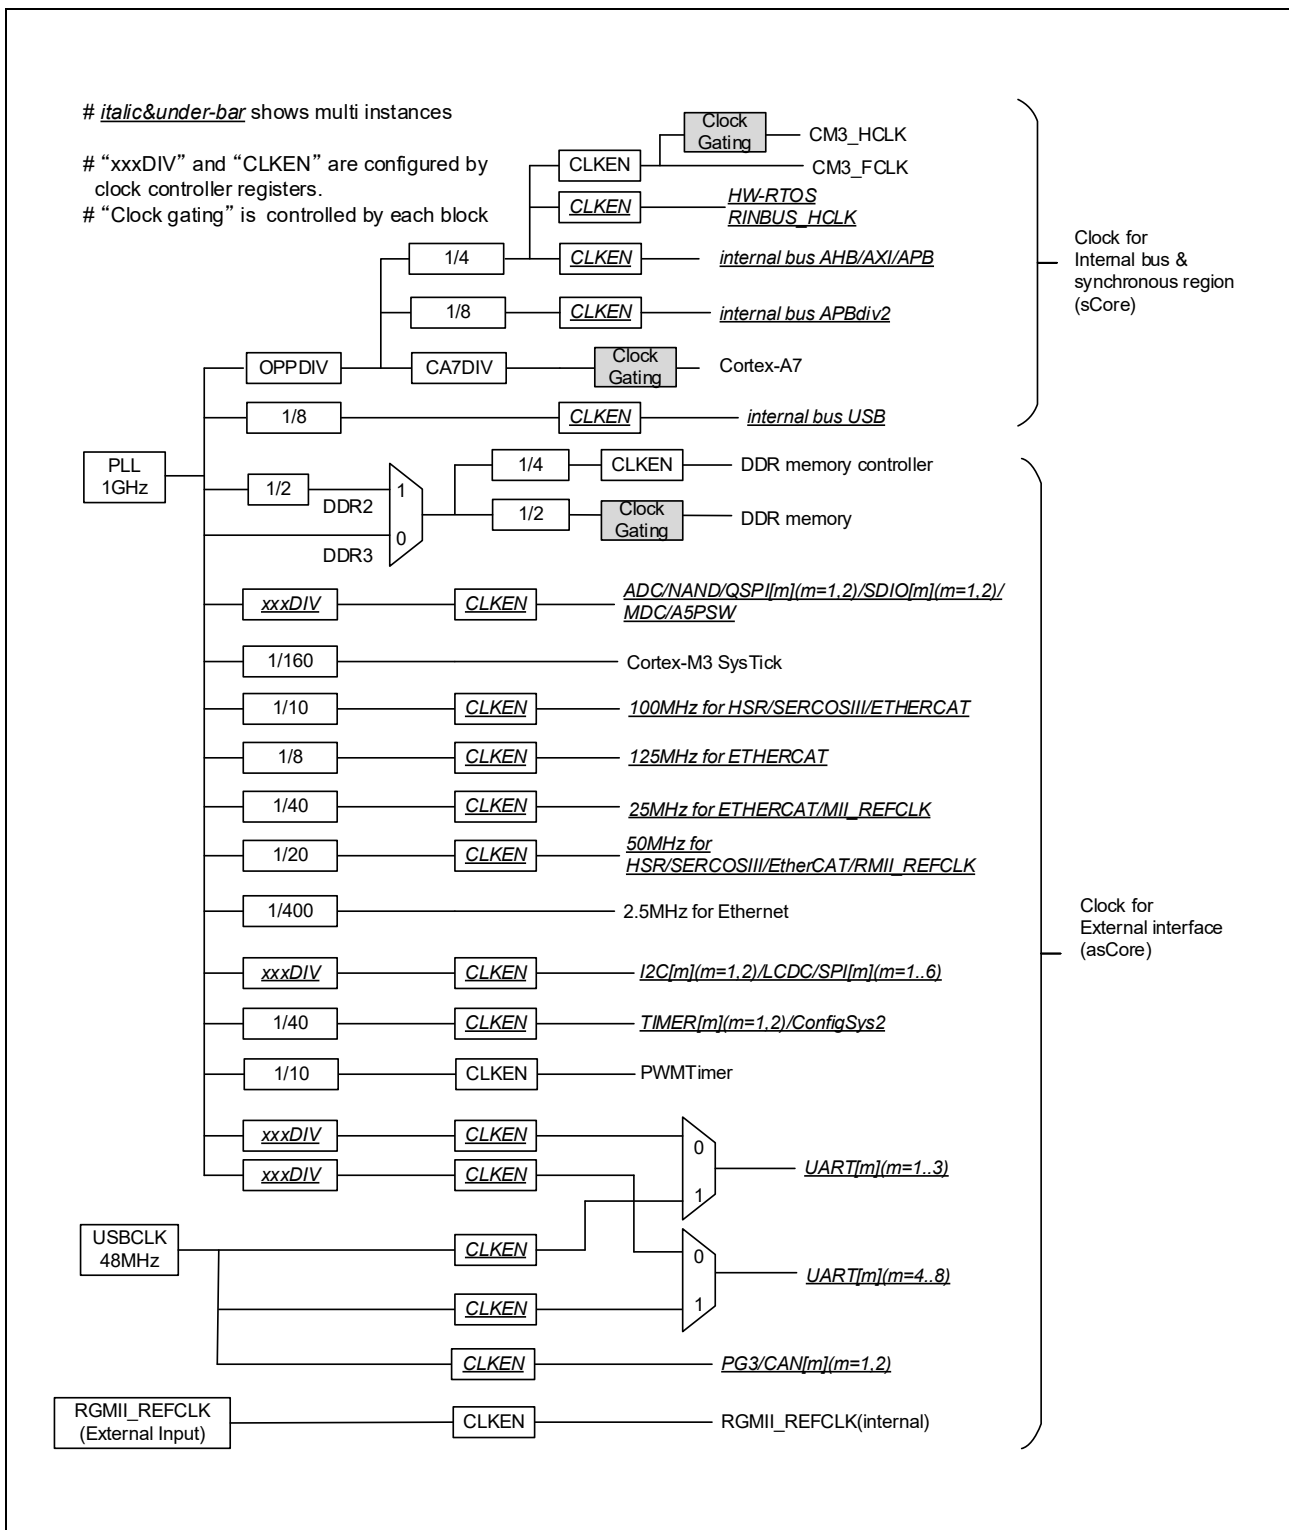 # italic&under-bar shows multi instances
# “xxxDIV” and “CLKEN” are configured by
clock controller registers.
# “Clock gating” is controlled by each block
Clock
Gating
CM3_HCLK
CLKEN
CM3_FCLK
CLKEN
HW-RTOS
RINBUS_HCLK
1/4
CLKEN
internal bus AHB/AXI/APB
1/8
CLKEN
internal bus APBdiv2
OPPDIV
CA7DIV
Clock
Gating
Cortex-A7
1/8
CLKEN
internal bus USB
Clock for
Internal bus &
synchronous region
(sCore)
PLL
1GHz
1/2
DDR2
1
0
DDR3
1/4
CLKEN
DDR memory controller
1/2
Clock
Gating
DDR memory
xxxDIV
CLKEN
ADC/NAND/QSPI[m](m=1,2)/SDIO[m](m=1,2)/
MDC/A5PSW
1/160
Cortex-M3 SysTick
1/10
CLKEN
100MHz for HSR/SERCOSIII/ETHERCAT
1/8
CLKEN
125MHz for ETHERCAT
1/40
CLKEN
25MHz for ETHERCAT/MII_REFCLK
1/20
CLKEN
50MHz for
HSR/SERCOSIII/EtherCAT/RMII_REFCLK
1/400
2.5MHz for Ethernet
Clock for
External interface
(asCore)
xxxDIV
CLKEN
I2C[m](m=1,2)/LCDC/SPI[m](m=1..6)
1/40
CLKEN
TIMER[m](m=1,2)/ConfigSys2
1/10
CLKEN
PWMTimer
xxxDIV
CLKEN
0
1
UART[m](m=1..3)
xxxDIV
CLKEN
USBCLK
48MHz
CLKEN
0
1
UART[m](m=4..8)
CLKEN
CLKEN
PG3/CAN[m](m=1,2)
RGMII_REFCLK
(External Input)
CLKEN
RGMII_REFCLK(internal)